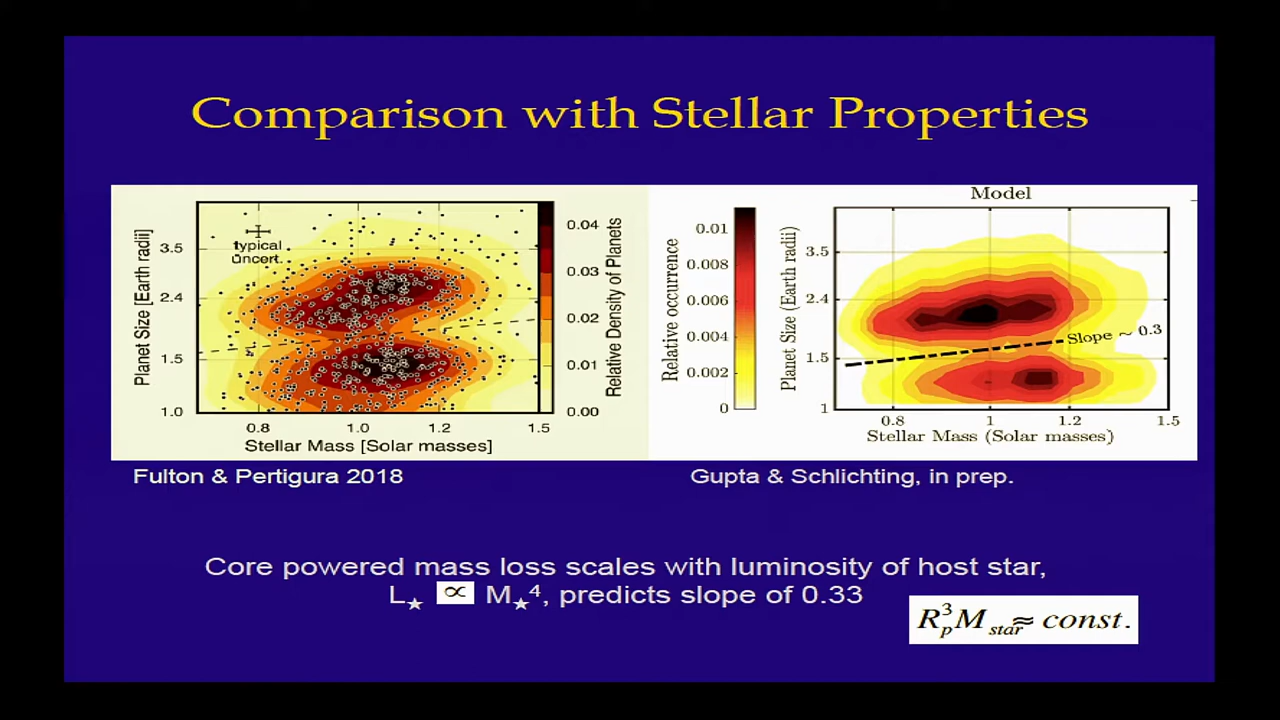 Comparison with Stellar Properties
Planet Size [Earth radii]
3.5
2.4
1.5
1.0
typical
uncert.
0.8
1.0
1.2
1.5
Stellar Mass [Solar masses]
0.04
0.03
0.02
0.01
0.00
Relative Density of Planets
Relative occurrence
0.01
0.008
0.006
0.004
0.002
0
Model
Planet Size (Earth radii)
3.5
2.4
1.5
1
Slope ~ 0.3
0.8
1
1.2
1.5
Stellar Mass (Solar masses)
Fulton & Pertigura 2018
Gupta & Schlichting, in prep.
Core powered mass loss scales with luminosity of host star,
L★ ∝ M★⁴, predicts slope of 0.33
R_p^3 M_star ≈ const.